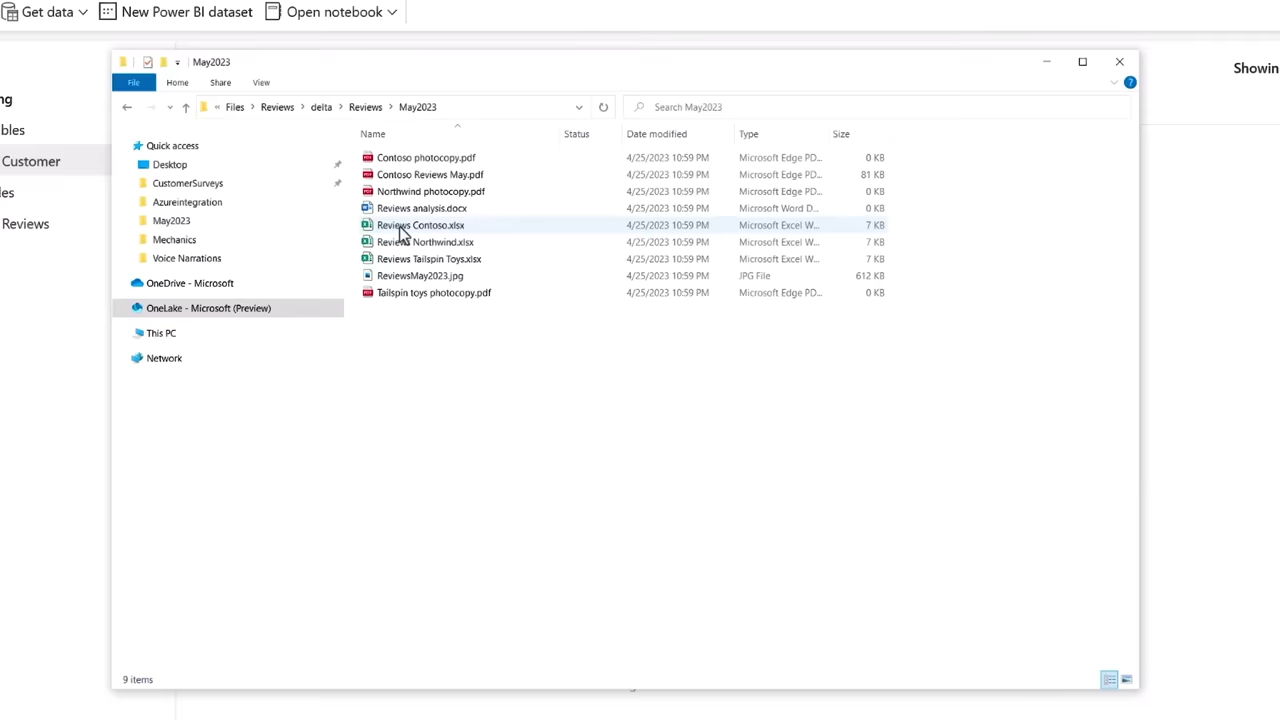 Get data
New Power BI dataset
Open notebook
May2023
File
Home
Share
View
?
Showin
ng
bles
Customer
les
Reviews
« Files > Reviews > delta > Reviews > May2023
Search May2023
Quick access
Desktop
CustomerSurveys
Azureintegration
May2023
Mechanics
Voice Narrations
OneDrive - Microsoft
OneLake - Microsoft (Preview)
This PC
Network
Name Status Date modified Type Size
Contoso photocopy.pdf 4/25/2023 10:59 PM Microsoft Edge PD... 0 KB
Contoso Reviews May.pdf 4/25/2023 10:59 PM Microsoft Edge PD... 81 KB
Northwind photocopy.pdf 4/25/2023 10:59 PM Microsoft Edge PD... 0 KB
Reviews analysis.docx 4/25/2023 10:59 PM Microsoft Word D... 0 KB
Reviews Contoso.xlsx 4/25/2023 10:59 PM Microsoft Excel W... 7 KB
Reviews Northwind.xlsx 4/25/2023 10:59 PM Microsoft Excel W... 7 KB
Reviews Tailspin Toys.xlsx 4/25/2023 10:59 PM Microsoft Excel W... 7 KB
ReviewsMay2023.jpg 4/25/2023 10:59 PM JPG File 612 KB
Tailspin toys photocopy.pdf 4/25/2023 10:59 PM Microsoft Edge PD... 0 KB
9 items